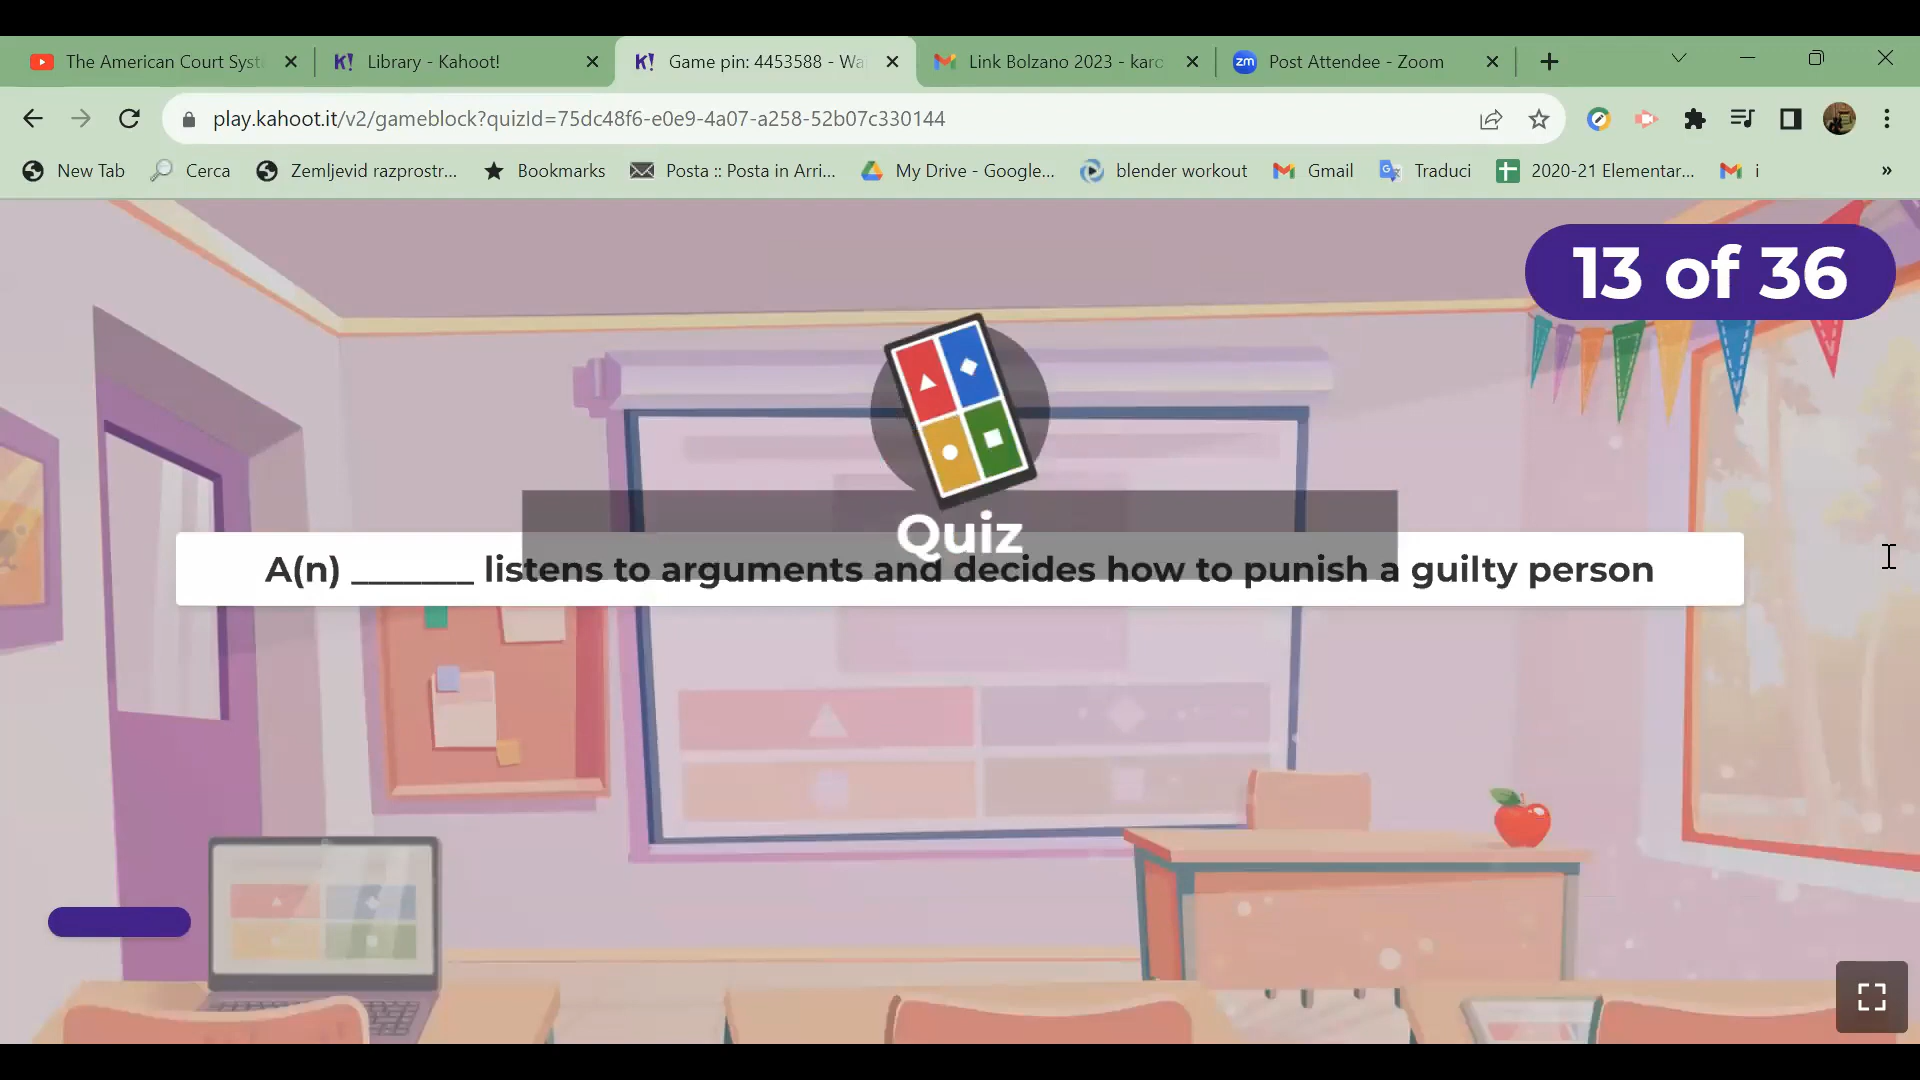 The American Court Syst
Library - Kahoot!
Game pin: 4453588 - Wa
Link Bolzano 2023 - karo
zm
Post Attendee - Zoom
play.kahoot.it/v2/gameblock?quizId=75dc48f6-e0e9-4a07-a258-52b07c330144
New Tab
Cerca
Zemljevid razprostr...
Bookmarks
Posta :: Posta in Arri...
My Drive - Google...
blender workout
Gmail
Traduci
2020-21 Elementar...
i
13 of 36
Quiz
A(n) _______ listens to arguments and decides how to punish a guilty person